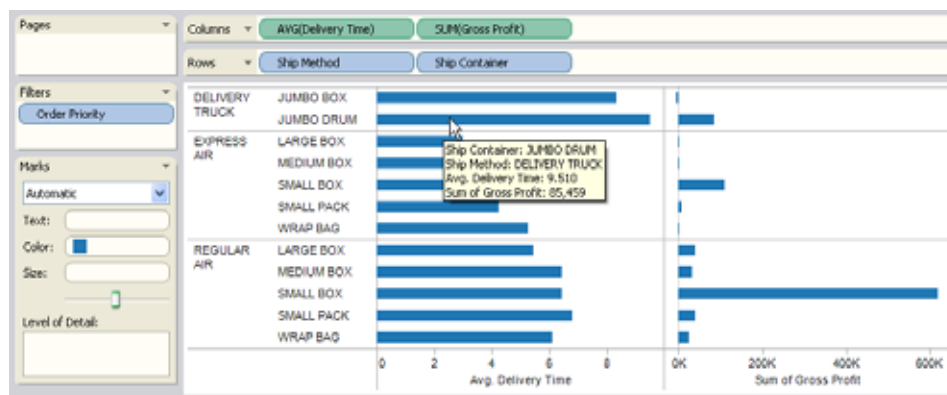 Pages
Columns AVG(Delivery Time) SUM(Gross Profit)
Rows Ship Method Ship Container
Filters
Order Priority
Marks
Automatic
Text:
Color:
Size:
Level of Detail:
DELIVERY TRUCK
JUMBO BOX
JUMBO DRUM
EXPRESS AIR
LARGE BOX
MEDIUM BOX
SMALL BOX
SMALL PACK
WRAP BAG
Ship Container: JUMBO DRUM
Ship Method: DELIVERY TRUCK
Avg. Delivery Time: 9.510
Sum of Gross Profit: 85,459
REGULAR AIR
LARGE BOX
MEDIUM BOX
SMALL BOX
SMALL PACK
WRAP BAG
0 2 4 6 8
Avg. Delivery Time
0K 200K 400K 600K
Sum of Gross Profit